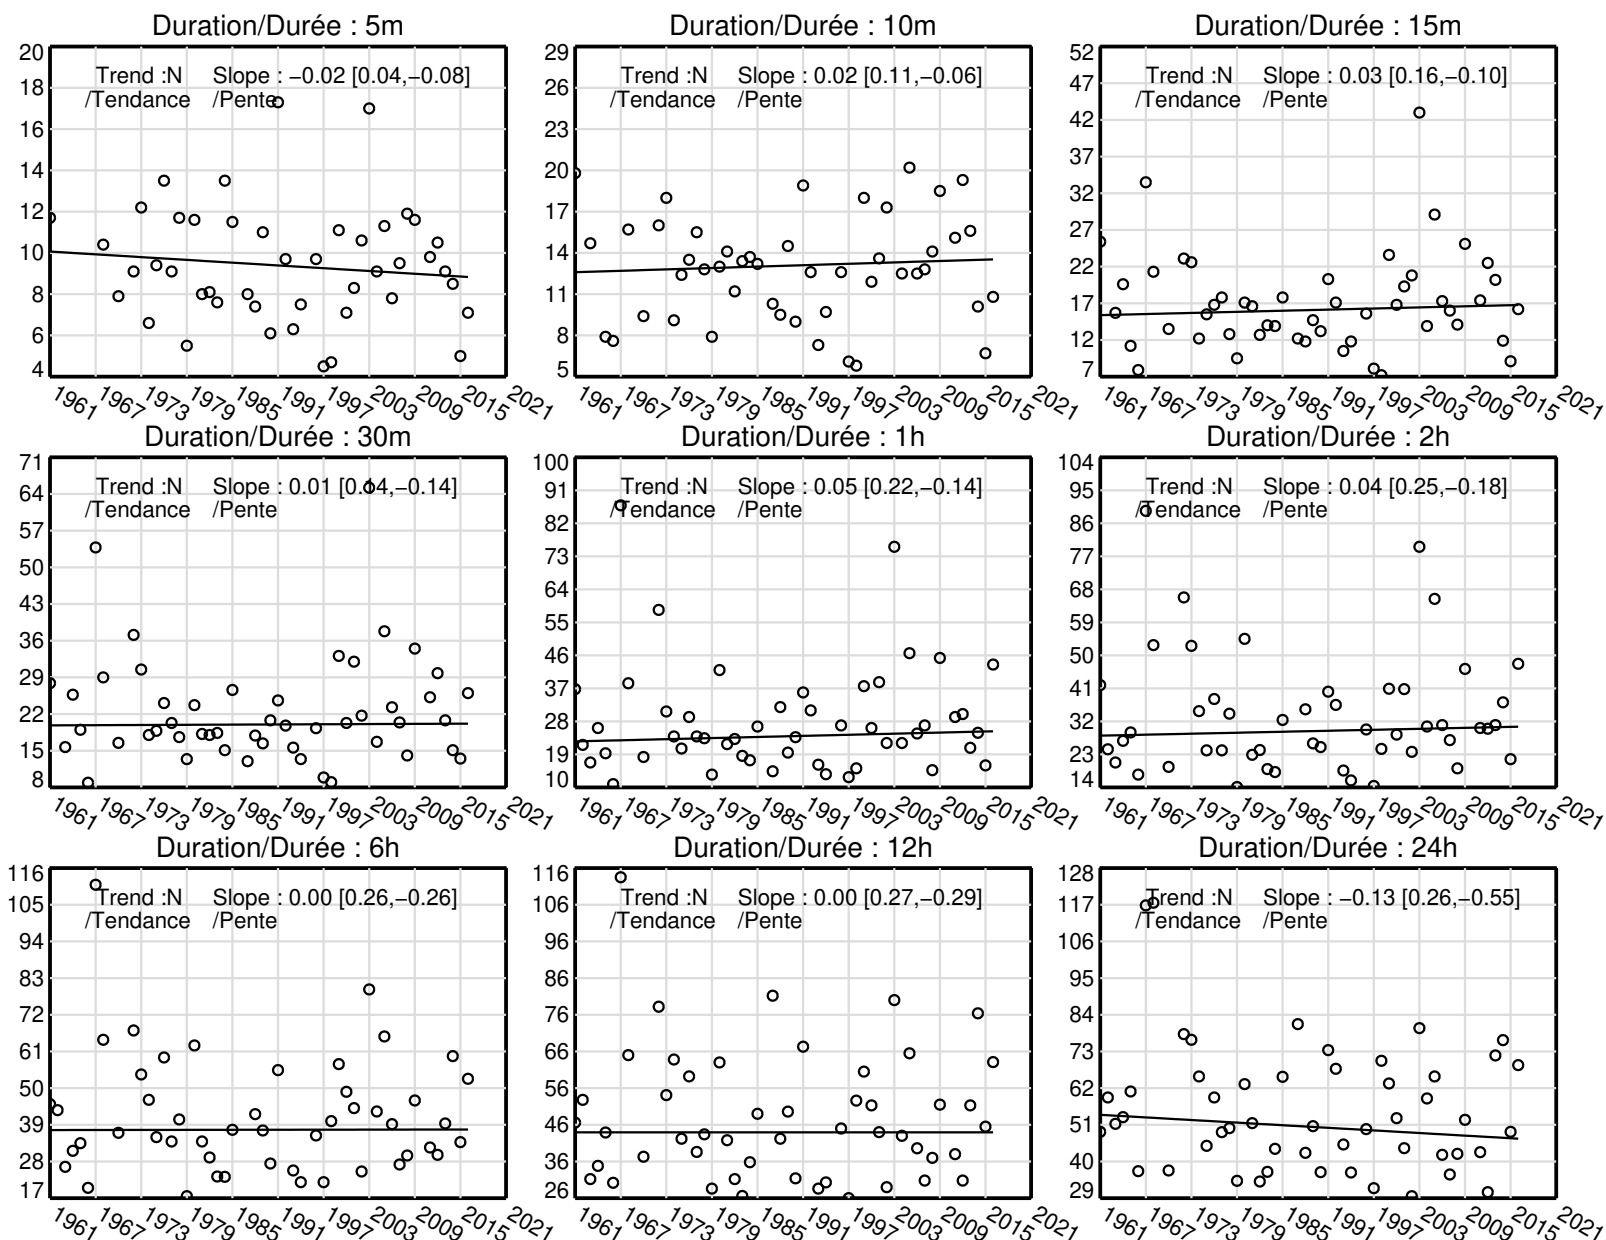 Duration/Durée : 5m
20
18
16
14
12
10
8
6
4
Trend :N Slope : −0.02 [0.04,−0.08]
/Tendance /Pente
1961 1967 1973 1979 1985 1991 1997 2003 2009 2015 2021
Duration/Durée : 10m
29
26
23
20
17
14
11
8
5
Trend :N Slope : 0.02 [0.11,−0.06]
/Tendance /Pente
1961 1967 1973 1979 1985 1991 1997 2003 2009 2015 2021
Duration/Durée : 15m
52
47
42
37
32
27
22
17
12
7
Trend :N Slope : 0.03 [0.16,−0.10]
/Tendance /Pente
1961 1967 1973 1979 1985 1991 1997 2003 2009 2015 2021
Duration/Durée : 30m
71
64
57
50
43
36
29
22
15
8
Trend :N Slope : 0.01 [0.14,−0.14]
/Tendance /Pente
1961 1967 1973 1979 1985 1991 1997 2003 2009 2015 2021
Duration/Durée : 1h
100
91
82
73
64
55
46
37
28
19
10
Trend :N Slope : 0.05 [0.22,−0.14]
/Tendance /Pente
1961 1967 1973 1979 1985 1991 1997 2003 2009 2015 2021
Duration/Durée : 2h
104
95
86
77
68
59
50
41
32
23
14
Trend :N Slope : 0.04 [0.25,−0.18]
/Tendance /Pente
1961 1967 1973 1979 1985 1991 1997 2003 2009 2015 2021
Duration/Durée : 6h
116
105
94
83
72
61
50
39
28
17
Trend :N Slope : 0.00 [0.26,−0.26]
/Tendance /Pente
1961 1967 1973 1979 1985 1991 1997 2003 2009 2015 2021
Duration/Durée : 12h
116
106
96
86
76
66
56
46
36
26
Trend :N Slope : 0.00 [0.27,−0.29]
/Tendance /Pente
1961 1967 1973 1979 1985 1991 1997 2003 2009 2015 2021
Duration/Durée : 24h
128
117
106
95
84
73
62
51
40
29
Trend :N Slope : −0.13 [0.26,−0.55]
/Tendance /Pente
1961 1967 1973 1979 1985 1991 1997 2003 2009 2015 2021